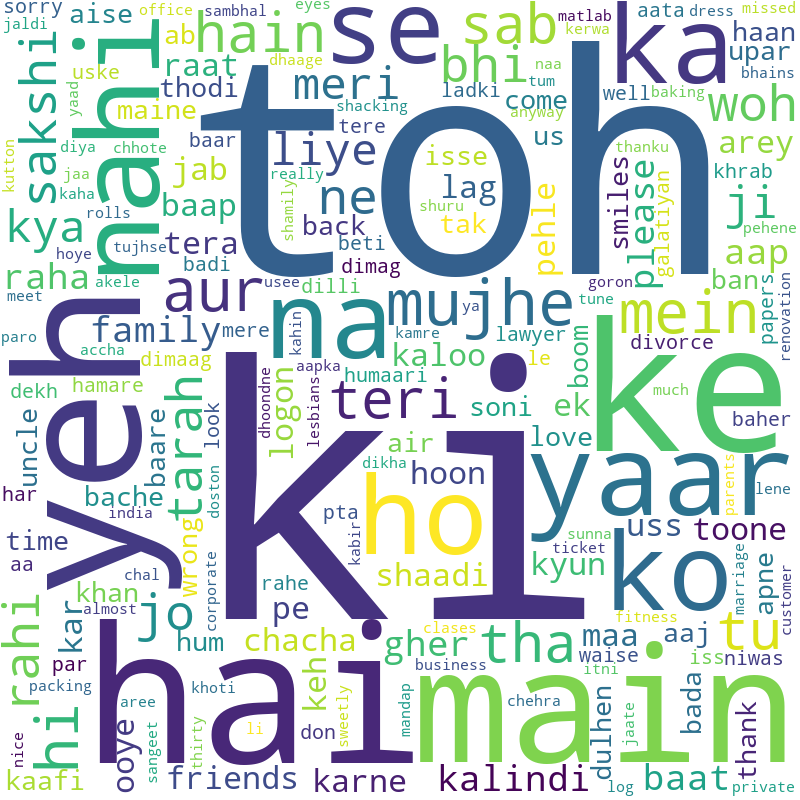 sorry
aise
office
ab
hain
sambhal
eyes
se
sab
matlab
aata
dress
missed
jaldi
sakshi
nahi
uske
raat
dhaage
meri
bhi
ladki
tum
kerwa
naa
ka
haan
upar
bhains
yaad
thodi
toh
shacking
come
well
baking
woh
kutton
maine
baar
tere
anyway
us
arey
diya
chhote
jab
liye
isse
thanku
khrab
jaa
kaha
baap
really
ne
lag
shuru
pehle
smiles
please
galatiyan
ji
kya
rolls
shamily
back
tak
pehene
hoye
tujhse
tera
beti
aap
raha
akele
badi
dimag
usee
dilli
goron
ban
meet
aur
na
mujhe
ya
tune
mein
papers
renovation
paro
yeh
family
mere
kahin
kamre
lawyer
boom
divorce
accha
dimaag
aapka
humaari
kaloo
le
ke
dekh
hamare
tarah
logon
dhoondne
lesbians
teri
soni
ek
much
uncle
baare
look
ki
air
love
baher
har
bache
doston
dikha
hoon
yaar
parents
lene
india
wrong
pta
ho
uss
toone
time
kabir
sunna
aa
chal
corporate
shaadi
kyun
ticket
ko
marriage
apne
customer
khan
rahe
almost
jo
pe
rahi
kar
hum
chacha
clases
fitness
tu
hai
gher
tha
maa
aaj
par
keh
business
main
waise
iss
niwas
packing
khoti
itni
hi
ooye
aree
sweetly
mandap
chehra
dulhen
jaate
bada
thank
nice
sangeet
li
don
kaafi
friends
thirty
karne
kalindi
log
baat
private